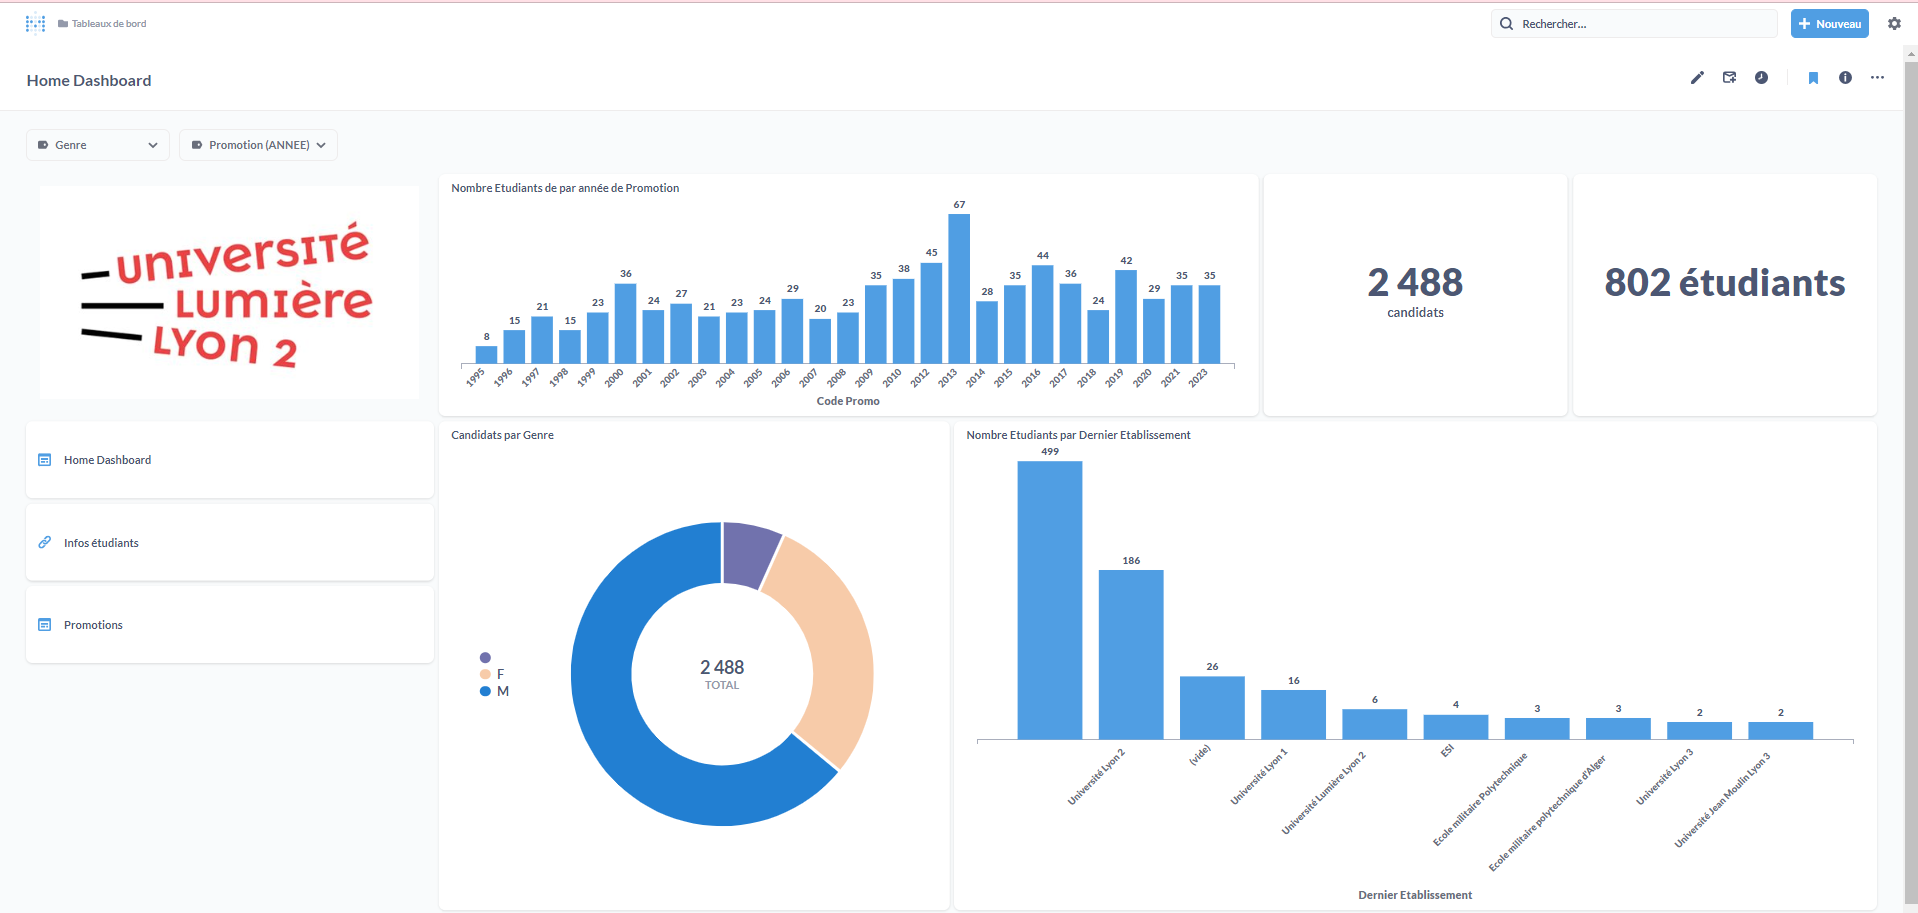 Tableaux de bord
Rechercher...
Nouveau
Home Dashboard
Genre
Promotion (ANNEE)
université
Lumière
Lyon 2
Home Dashboard
Infos étudiants
Promotions
Nombre Etudiants de par année de Promotion
67
45
44
42
38
36
36
35
35
35
35
29
29
28
27
24
24
24
23
23
23
21
21
20
15
15
8
1995 1996 1997 1998 1999 2000 2001 2002 2003 2004 2005 2006 2007 2008 2009 2010 2012 2013 2014 2015 2016 2017 2018 2019 2020 2021 2023
Code Promo
2 488
candidats
802 étudiants
Candidats par Genre
F
M
2 488
TOTAL
Nombre Etudiants par Dernier Etablissement
499
186
26
16
6
4
3
3
2
2
Université Lyon 2
(vide)
Université Lyon 1
Université Lumière Lyon 2
ESI
Ecole militaire Polytechnique
Ecole militaire polytechnique d'Alger
Université Lyon 3
Université Jean Moulin Lyon 3
Dernier Etablissement